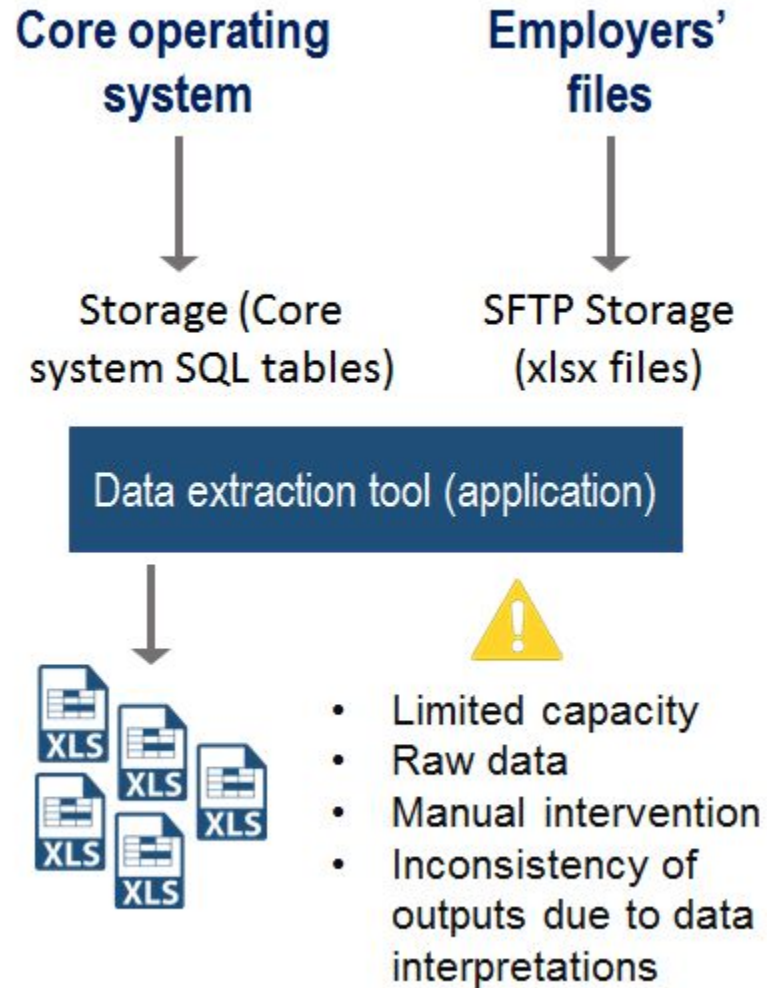 Core operating
system
Employers’
files
Storage (Core
system SQL tables)
SFTP Storage
(xlsx files)
Data extraction tool (application)
XLS
XLS
XLS
XLS
XLS
• Limited capacity
• Raw data
• Manual intervention
• Inconsistency of
outputs due to data
interpretations